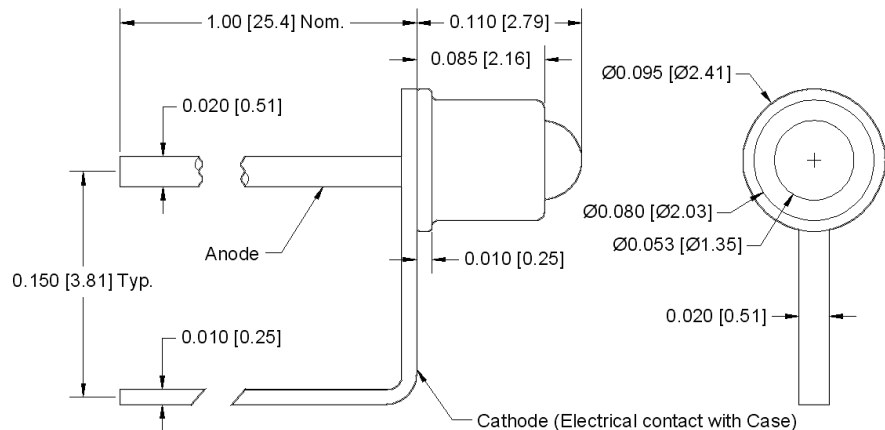 1.00 [25.4] Nom.
0.110 [2.79]
0.085 [2.16]
Ø0.095 [Ø2.41]
0.020 [0.51]
Ø0.080 [Ø2.03]
Anode
Ø0.053 [Ø1.35]
0.010 [0.25]
0.150 [3.81] Typ.
0.020 [0.51]
0.010 [0.25]
Cathode (Electrical contact with Case)